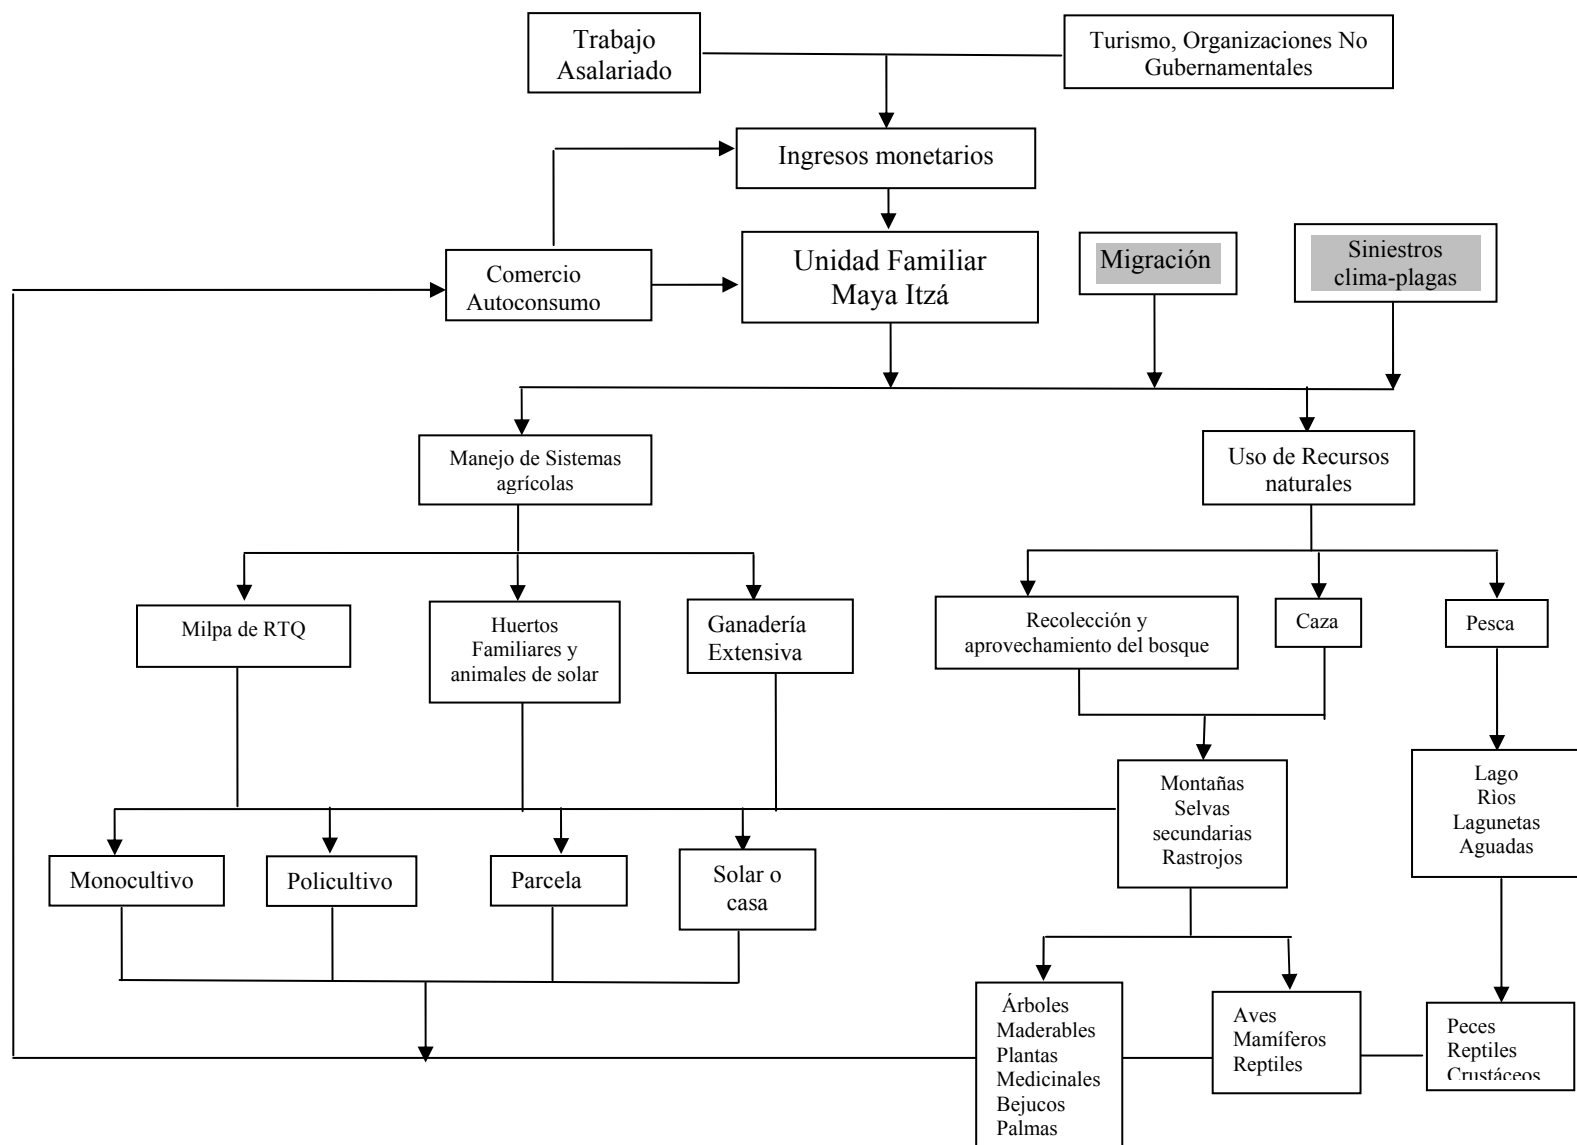 Trabajo
Asalariado
Turismo, Organizaciones No
Gubernamentales
Ingresos monetarios
Comercio
Autoconsumo
Unidad Familiar
Maya Itzá
Migración
Siniestros
clima-plagas
Manejo de Sistemas
agrícolas
Uso de Recursos
naturales
Milpa de RTQ
Huertos
Familiares y
animales de solar
Ganadería
Extensiva
Recolección y
aprovechamiento del bosque
Caza
Pesca
Montañas
Selvas
secundarias
Rastrojos
Lago
Rìos
Lagunetas
Aguadas
Monocultivo
Policultivo
Parcela
Solar o
casa
Árboles
Maderables
Plantas
Medicinales
Bejucos
Palmas
Aves
Mamíferos
Reptiles
Peces
Reptiles
Crustáceos